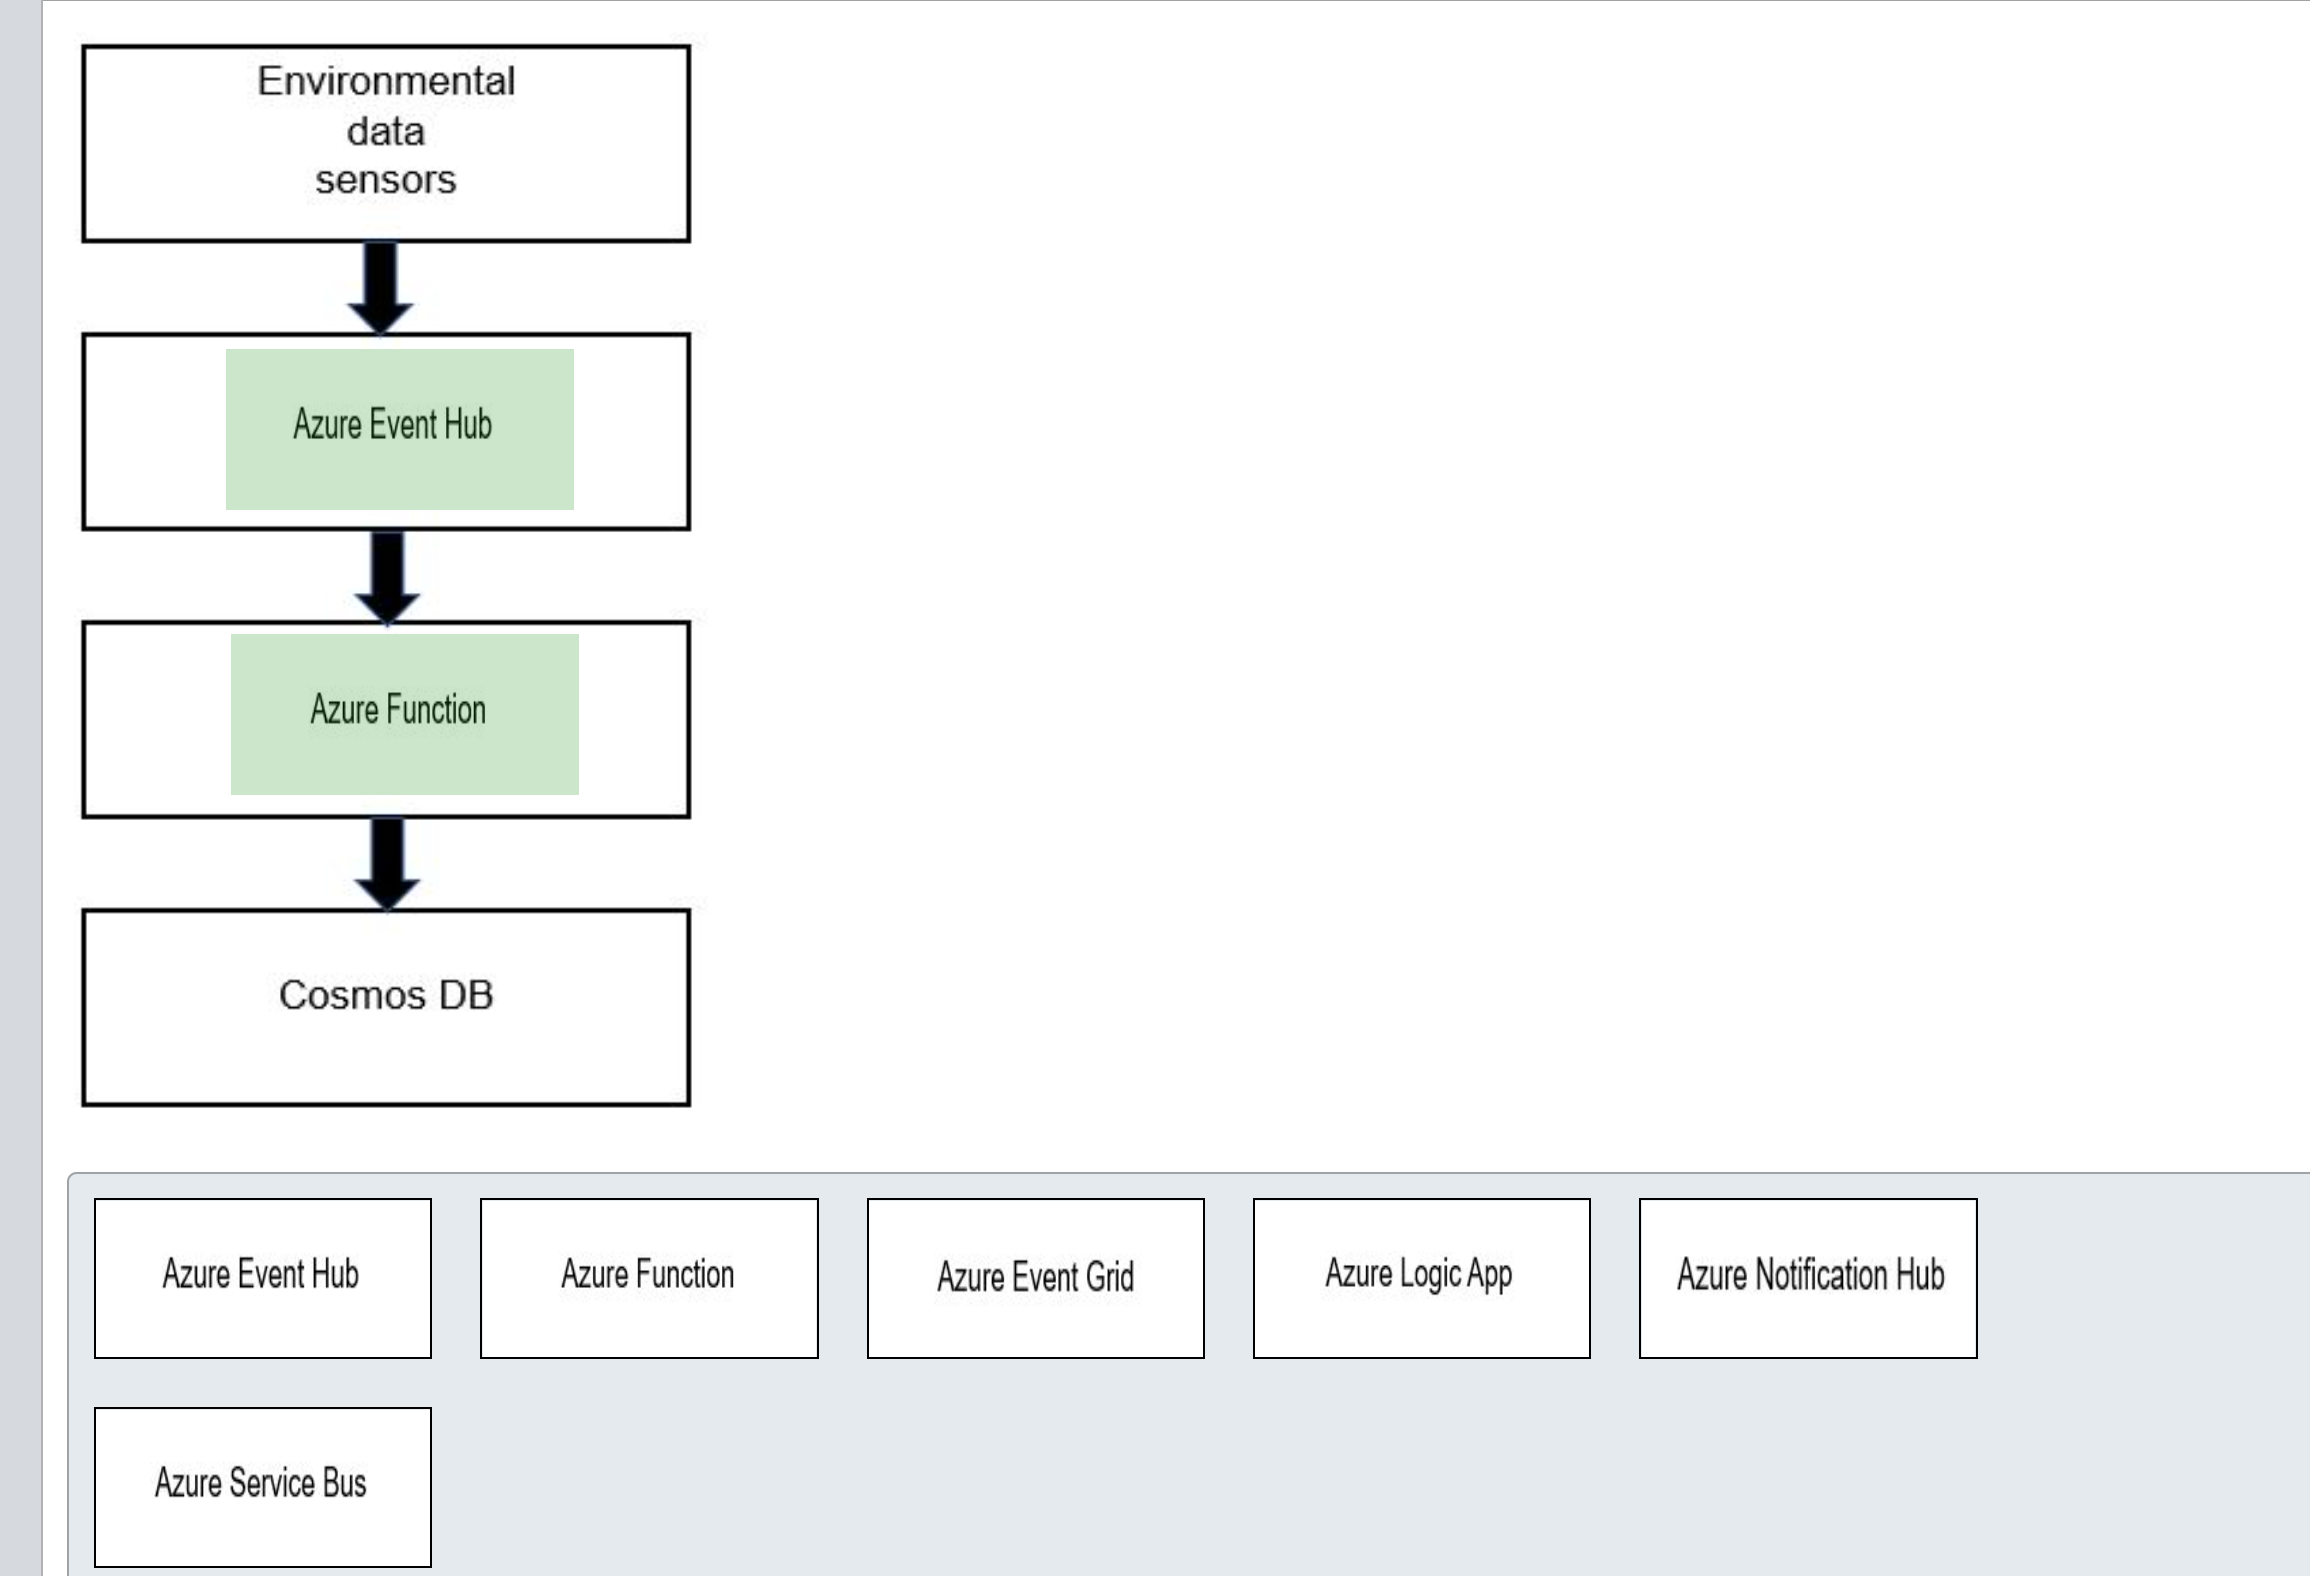 Environmental
data
sensors
Azure Event Hub
Azure Function
Cosmos DB
Azure Event Hub
Azure Function
Azure Event Grid
Azure Logic App
Azure Notification Hub
Azure Service Bus